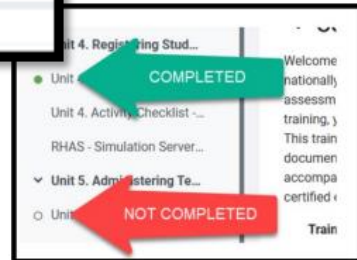 Unit 4. Registring Stud...
Unit
COMPLETED
Unit 4. Activity Checklist -...
RHAS - Simulation Server...
Unit 5. Administering Te...
Unit
NOT COMPLETED
Welcome
nationally
assessm
training, y
This train
documen
accompa
certified
Train